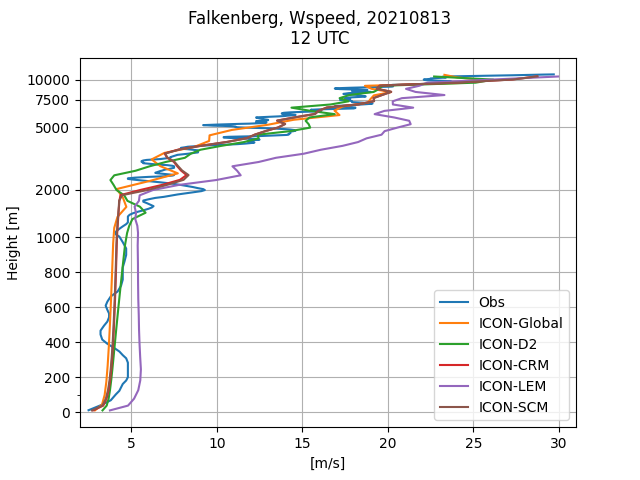 Falkenberg, Wspeed, 20210813
12 UTC
Height [m]
10000
7500
5000
2000
1000
800
600
400
200
0
5
10
15
20
25
30
[m/s]
Obs
ICON-Global
ICON-D2
ICON-CRM
ICON-LEM
ICON-SCM